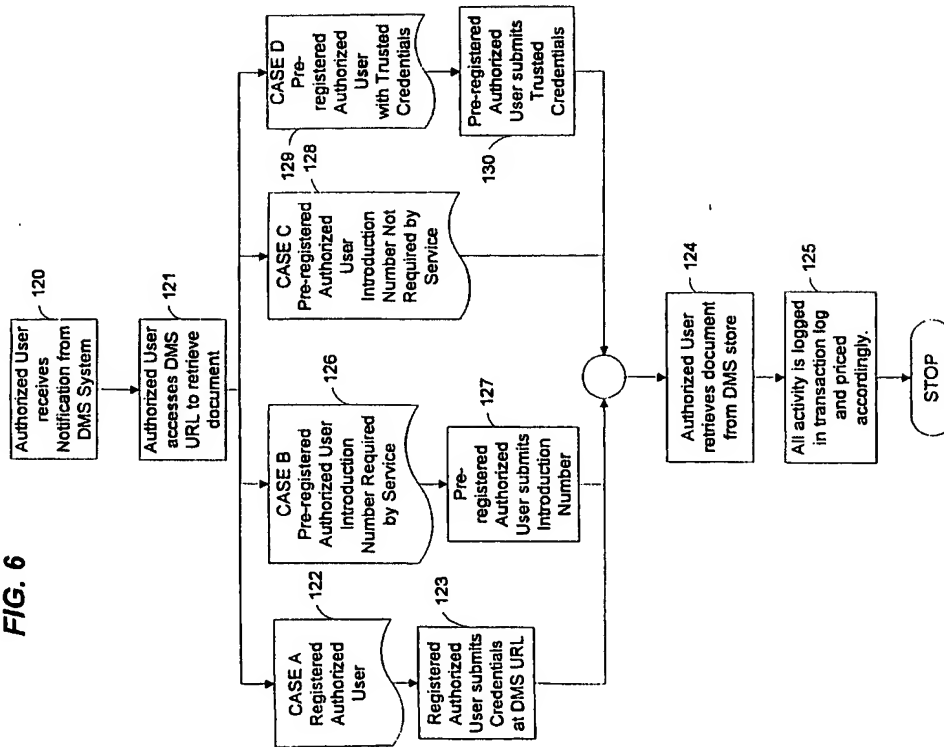 FIG. 6
Authorized User
receives
Notification from
DMS System
120
Authorized User
accesses DMS
URL to retrieve
document
121
CASE A
Registered
Authorized
User
122
Registered
Authorized
User submits
Credentials
at DMS URL
123
CASE B
Pre-registered
Authorized User
Introduction
Number Required
by Service
126
Pre-
registered
Authorized
User submits
Introduction
Number
127
CASE C
Pre-registered
Authorized
User
Introduction
Number Not
Required by
Service
128
CASE D
Pre-
registered
Authorized
User
with Trusted
Credentials
129
Pre-registered
Authorized
User submits
Trusted
Credentials
130
Authorized User
retrieves document
from DMS store
124
All activity is logged
in transaction log
and priced
accordingly.
125
STOP